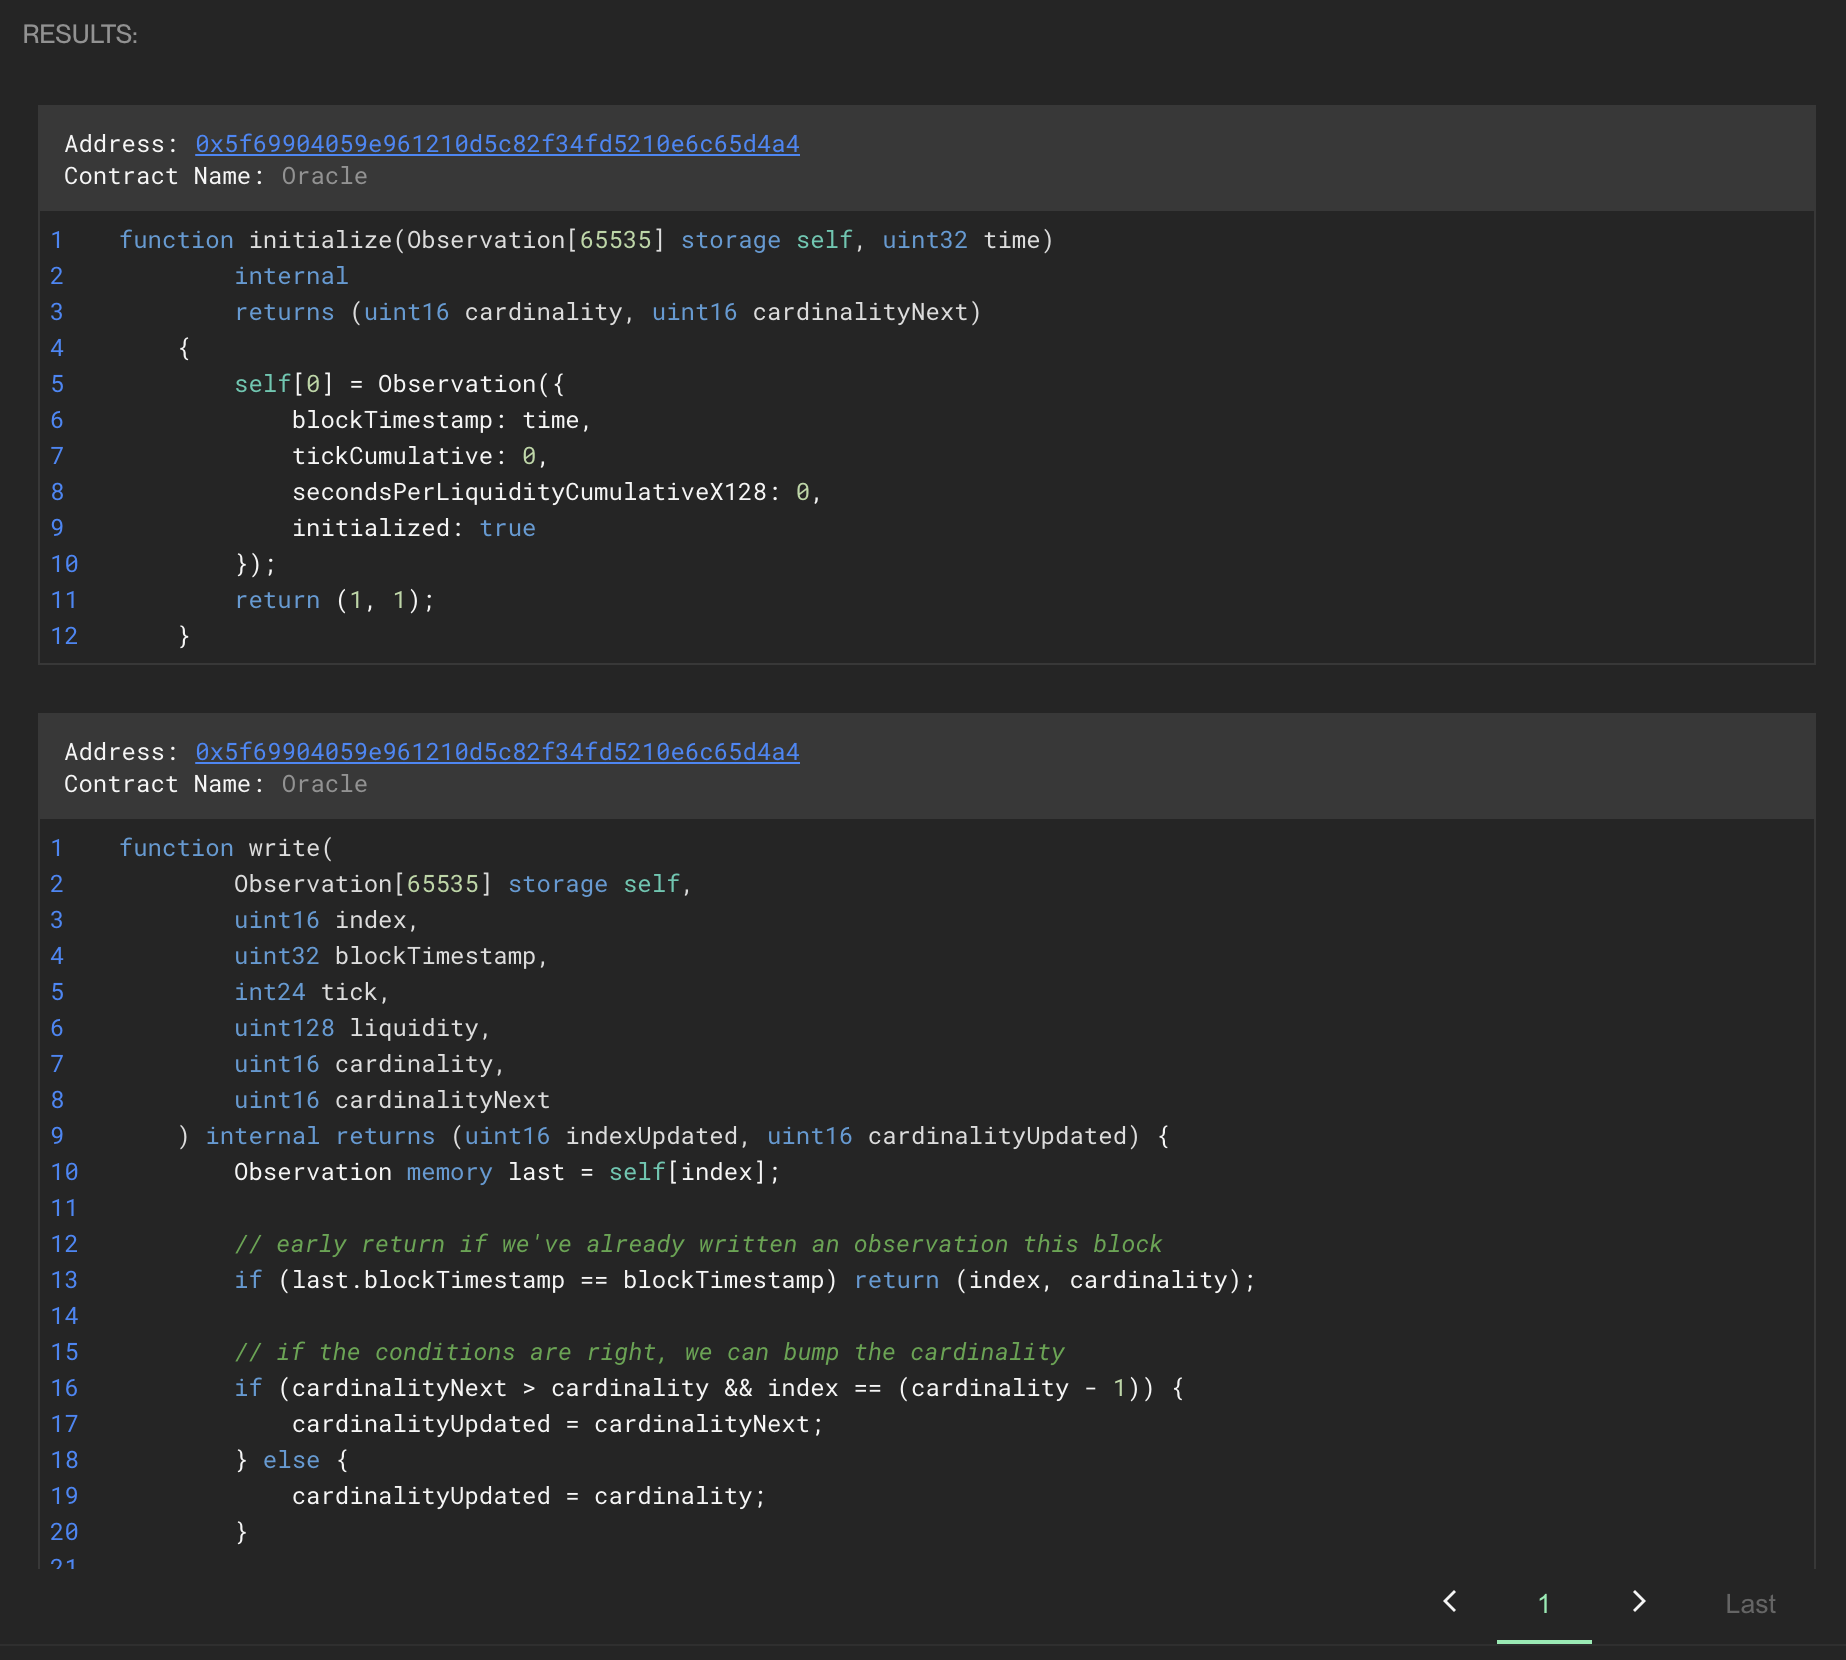 RESULTS:
Address: 0x5f69904059e961210d5c82f34fd5210e6c65d4a4
Contract Name: Oracle
1 function initialize(Observation[65535] storage self, uint32 time)
2 internal
3 returns (uint16 cardinality, uint16 cardinalityNext)
4 {
5 self[0] = Observation({
6 blockTimestamp: time,
7 tickCumulative: 0,
8 secondsPerLiquidityCumulativeX128: 0,
9 initialized: true
10 });
11 return (1, 1);
12 }
Address: 0x5f69904059e961210d5c82f34fd5210e6c65d4a4
Contract Name: Oracle
1 function write(
2 Observation[65535] storage self,
3 uint16 index,
4 uint32 blockTimestamp,
5 int24 tick,
6 uint128 liquidity,
7 uint16 cardinality,
8 uint16 cardinalityNext
9 ) internal returns (uint16 indexUpdated, uint16 cardinalityUpdated) {
10 Observation memory last = self[index];
11
12 // early return if we've already written an observation this block
13 if (last.blockTimestamp == blockTimestamp) return (index, cardinality);
14
15 // if the conditions are right, we can bump the cardinality
16 if (cardinalityNext > cardinality && index == (cardinality - 1)) {
17 cardinalityUpdated = cardinalityNext;
18 } else {
19 cardinalityUpdated = cardinality;
20 }
21
< 1 > Last